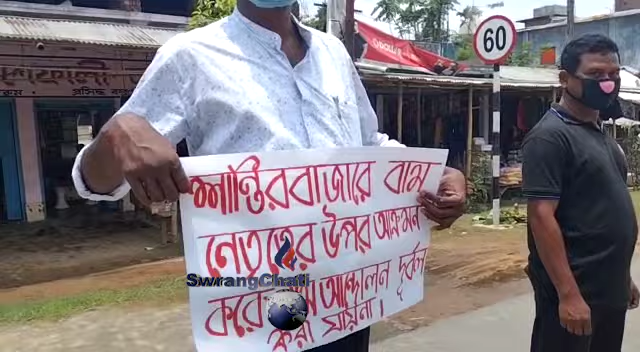 60
শান্তিরবাজারে বাম
নেতৃত্বের উপর আক্রমন
করে আন্দোলন দুর্বল
করা যায়না।
SwrangChati